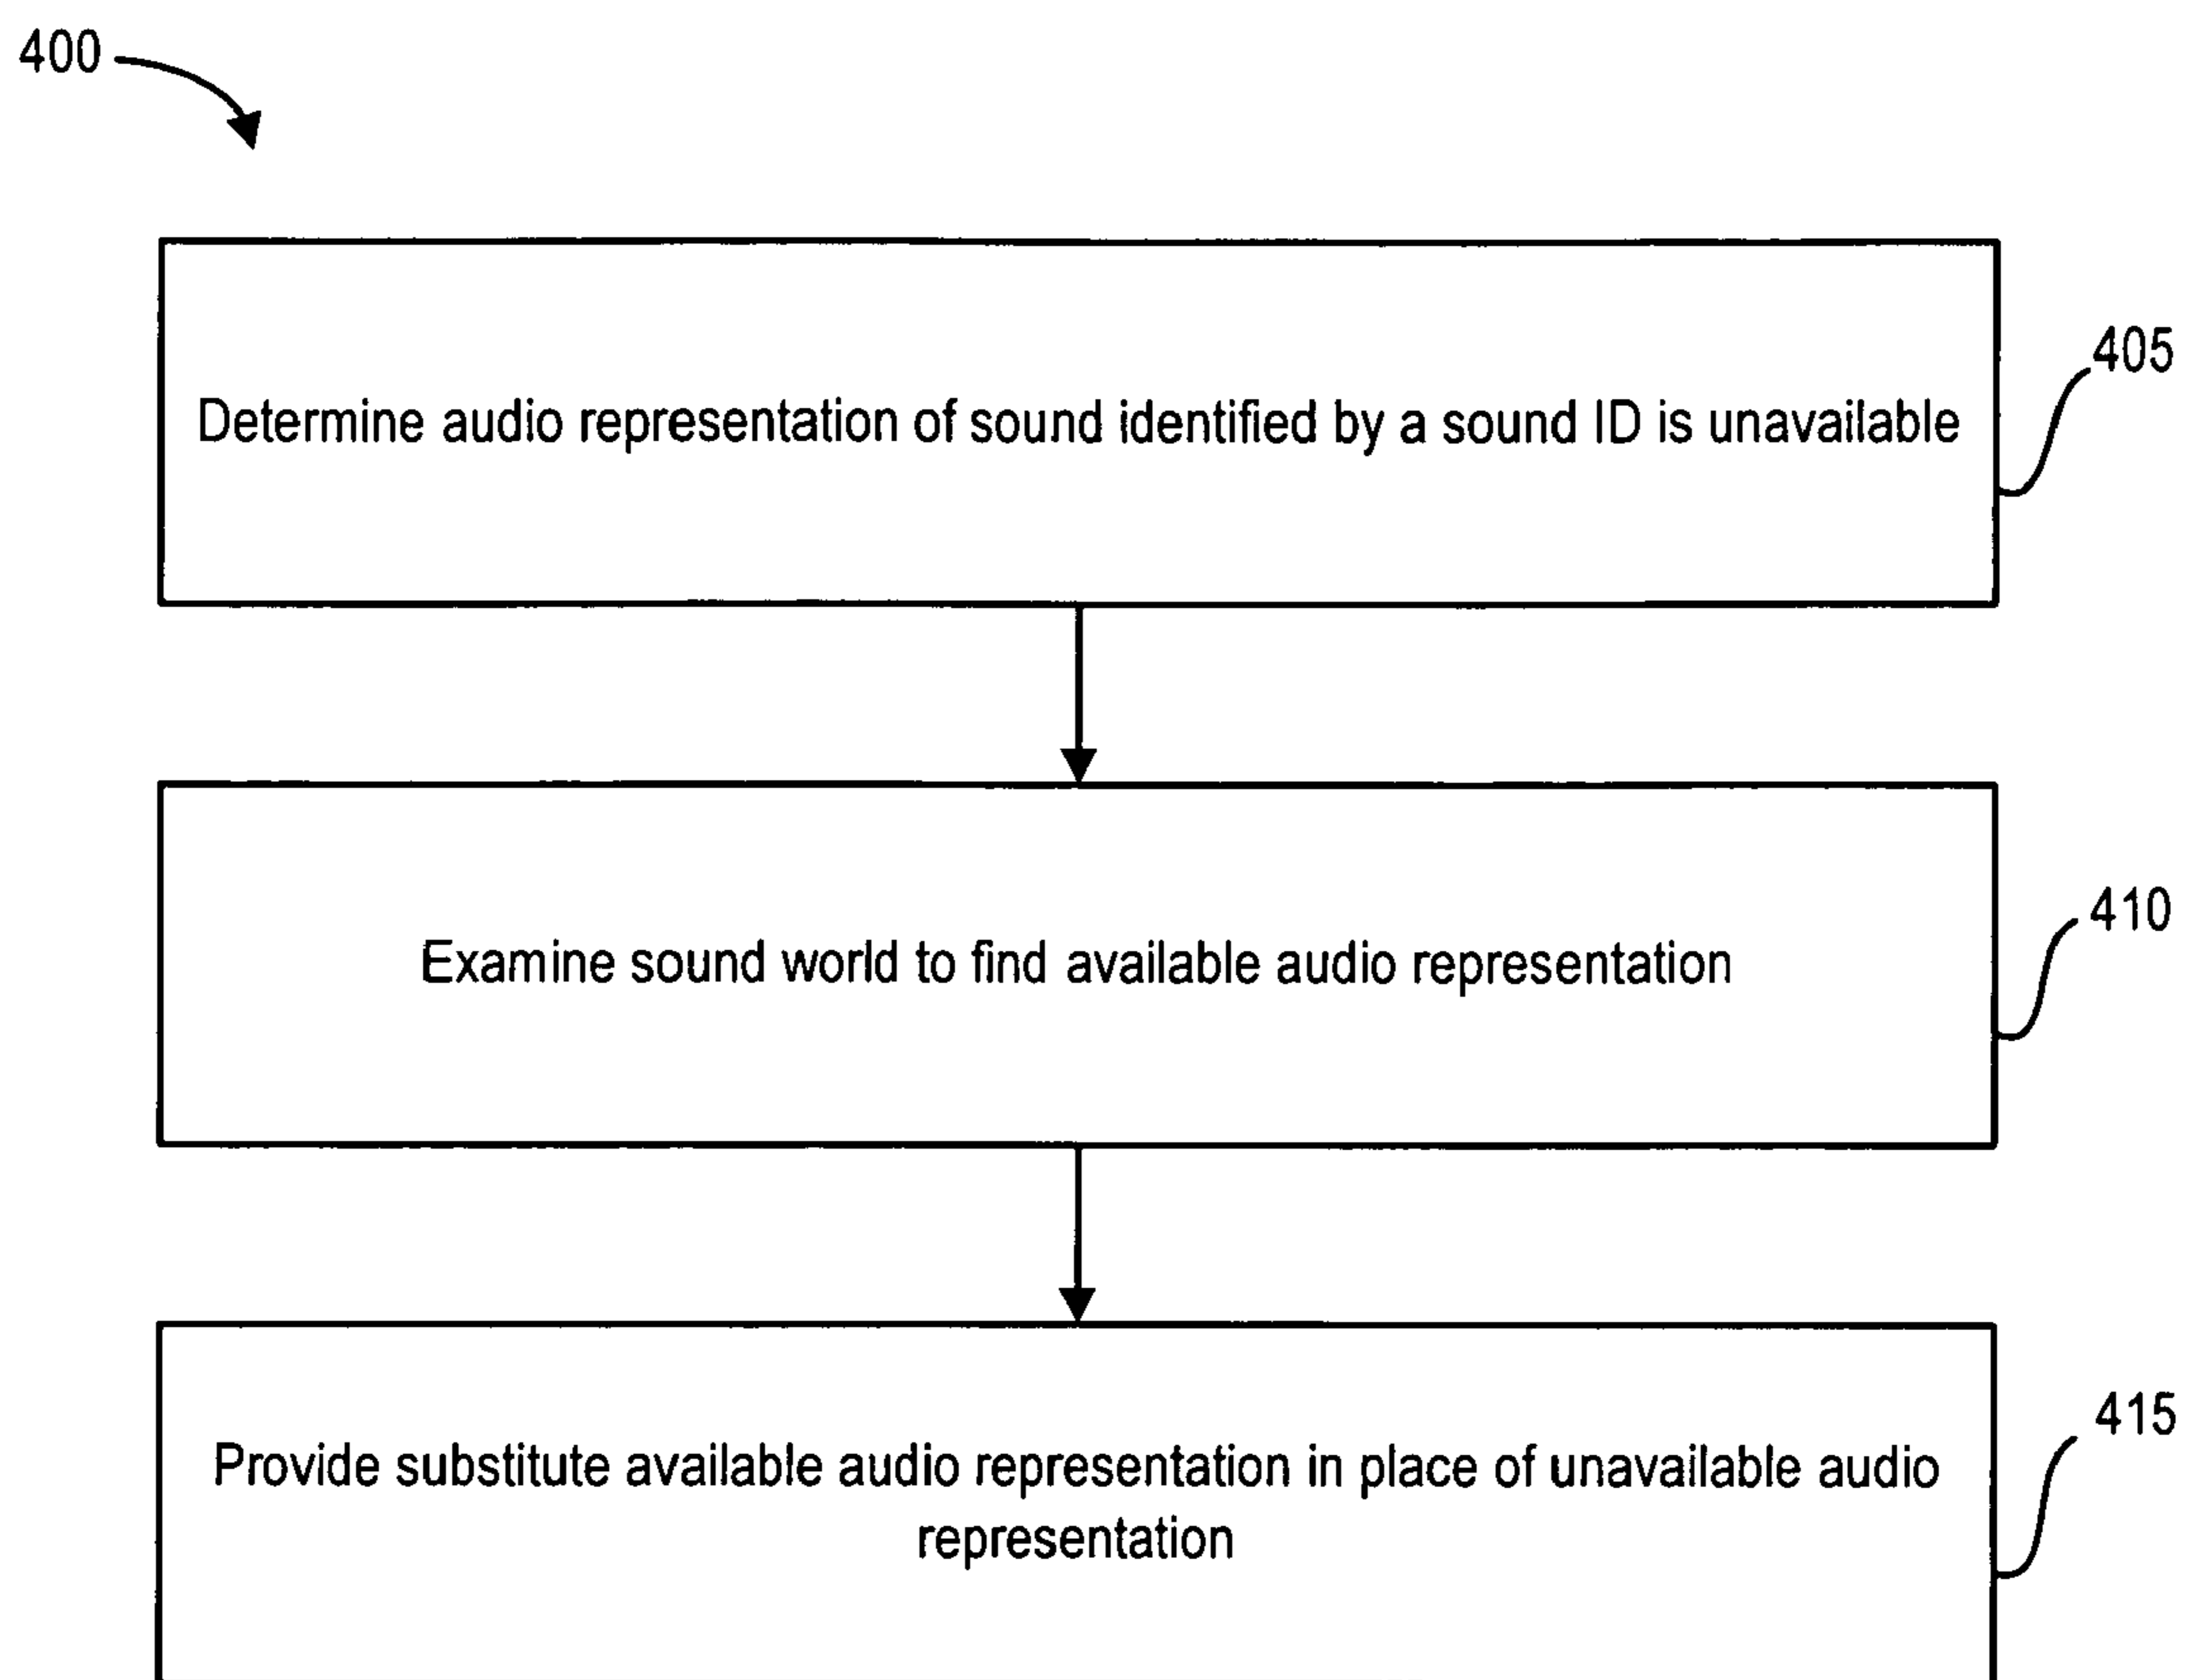 400
405
Determine audio representation of sound identified by a sound ID is unavailable
410
Examine sound world to find available audio representation
415
Provide substitute available audio representation in place of unavailable audio
representation